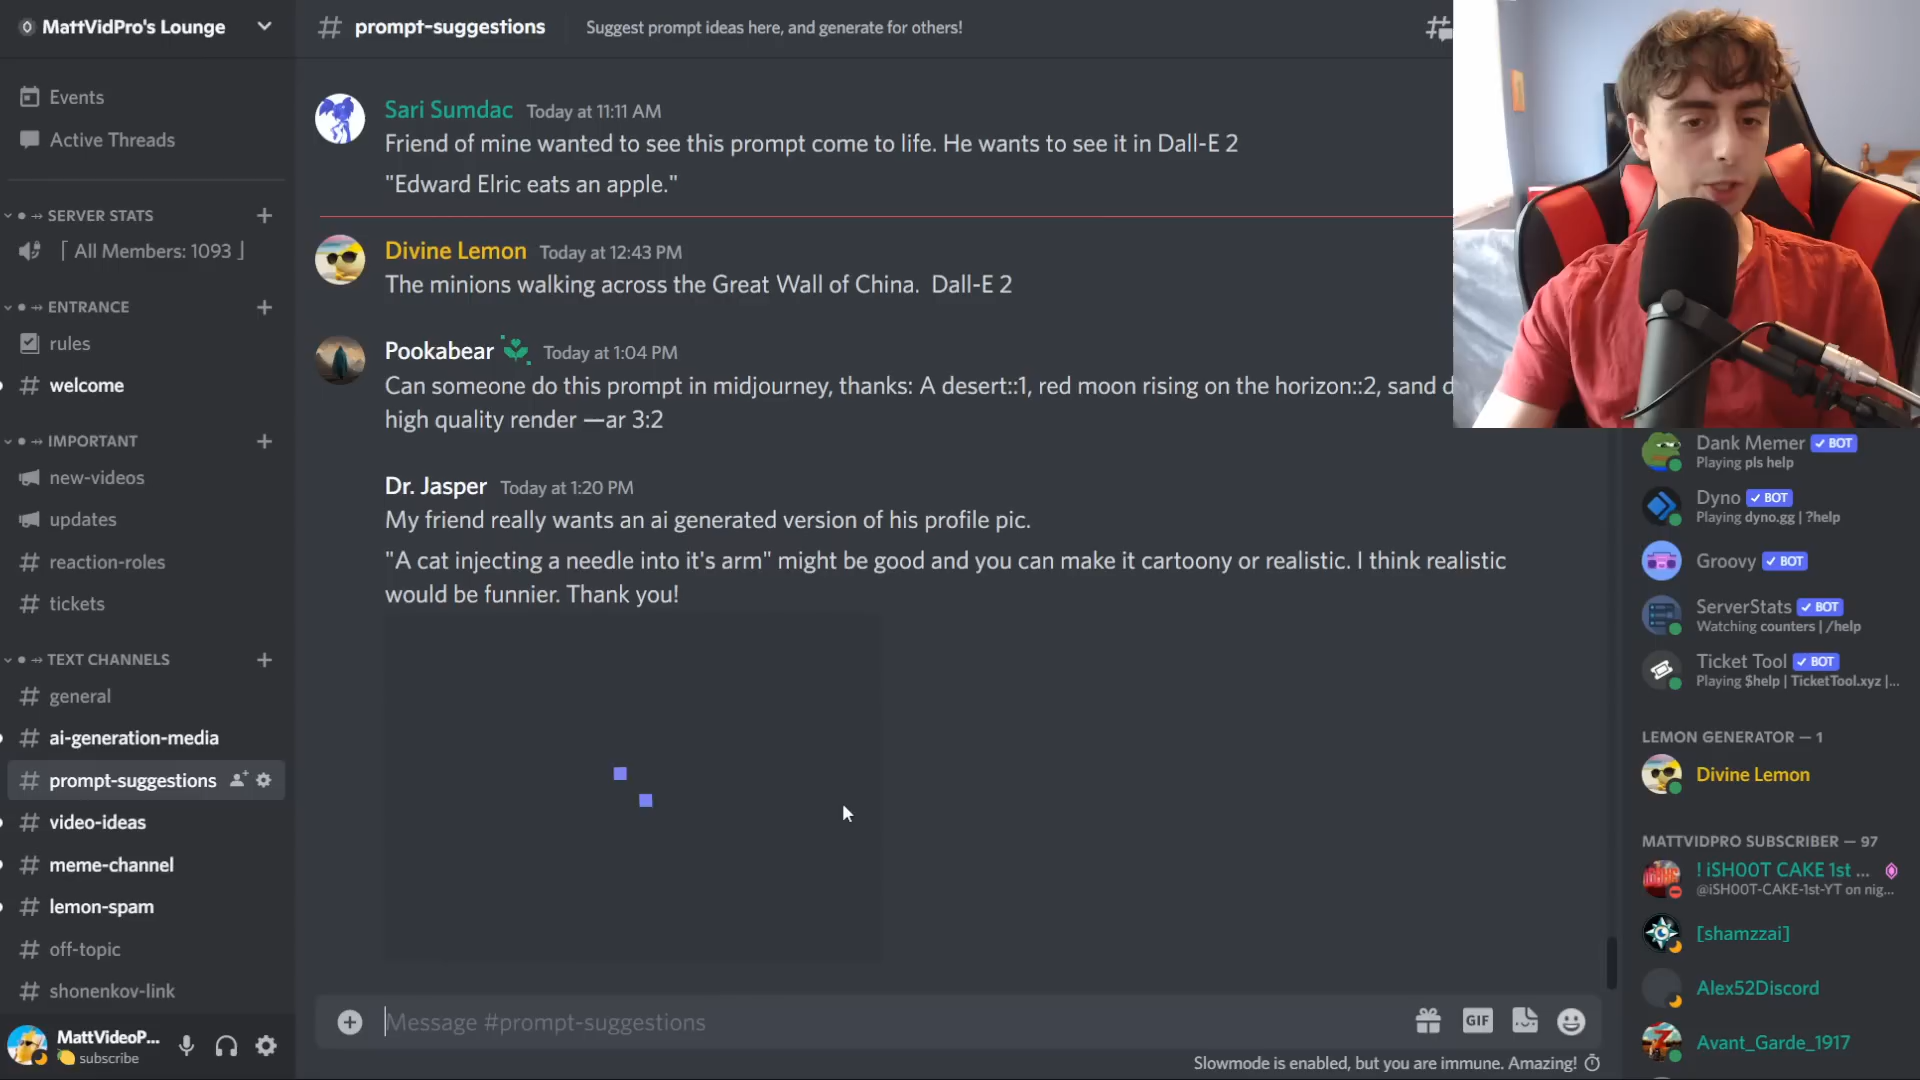 MattVidPro's Lounge
prompt-suggestions
Suggest prompt ideas here, and generate for others!
Events
Active Threads
SERVER STATS
[ All Members: 1093 ]
ENTRANCE
rules
welcome
IMPORTANT
new-videos
updates
reaction-roles
tickets
TEXT CHANNELS
general
ai-generation-media
prompt-suggestions
video-ideas
meme-channel
lemon-spam
off-topic
shonenkov-link
MattVideoP...
subscribe
Sari Sumdac Today at 11:11 AM
Friend of mine wanted to see this prompt come to life. He wants to see it in Dall-E 2
"Edward Elric eats an apple."
Divine Lemon Today at 12:43 PM
The minions walking across the Great Wall of China. Dall-E 2
Pookabear Today at 1:04 PM
Can someone do this prompt in midjourney, thanks: A desert::1, red moon rising on the horizon::2, sand
high quality render —ar 3:2
Dr. Jasper Today at 1:20 PM
My friend really wants an ai generated version of his profile pic.
"A cat injecting a needle into it's arm" might be good and you can make it cartoony or realistic. I think realistic
would be funnier. Thank you!
Message #prompt-suggestions
GIF
Slowmode is enabled, but you are immune. Amazing!
Dank Memer BOT
Playing pls help
Dyno BOT
Playing dyno.gg | ?help
Groovy BOT
ServerStats BOT
Watching counters | /help
Ticket Tool BOT
Playing $help | TicketTool.xyz |...
LEMON GENERATOR — 1
Divine Lemon
MATTVIDPRO SUBSCRIBER — 97
! iSH00T CAKE 1st ...
@iSH00T-CAKE-1st-YT on nig...
[shamzzai]
Alex52Discord
Avant_Garde_1917